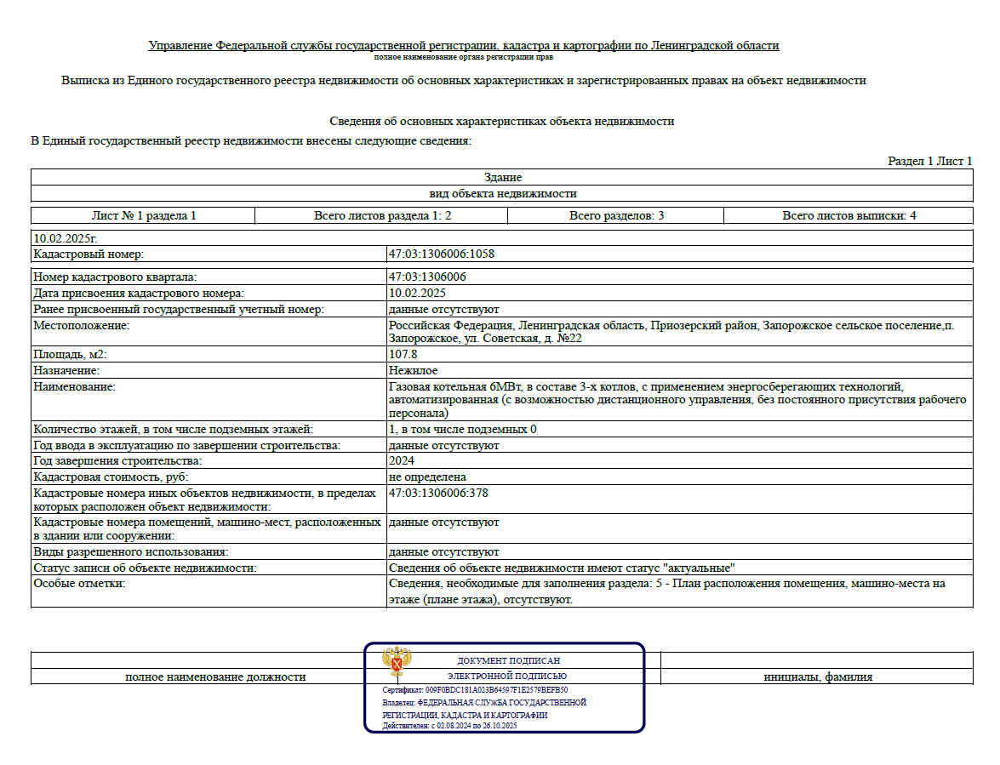 Управление Федеральной службы государственной регистрации, кадастра и картографии по Ленинградской области
полное наименование органа регистрации прав
Выписка из Единого государственного реестра недвижимости об основных характеристиках и зарегистрированных правах на объект недвижимости
Сведения об основных характеристиках объекта недвижимости
В Единый государственный реестр недвижимости внесены следующие сведения:
Раздел 1 Лист 1
Здание
вид объекта недвижимости
Лист № 1 раздела 1 Всего листов раздела 1: 2 Всего разделов: 3 Всего листов выписки: 4
10.02.2025г.
Кадастровый номер: 47:03:1306006:1058
Номер кадастрового квартала: 47:03:1306006
Дата присвоения кадастрового номера: 10.02.2025
Ранее присвоенный государственный учетный номер: данные отсутствуют
Местоположение: Российская Федерация, Ленинградская область, Приозерский район, Запорожское сельское поселение,п.
Запорожское, ул. Советская, д. №22
Площадь, м2: 107.8
Назначение: Нежилое
Наименование: Газовая котельная 6МВт, в составе 3-х котлов, с применением энергосберегающих технологий,
автоматизированная (с возможностью дистанционного управления, без постоянного присутствия рабочего
персонала)
Количество этажей, в том числе подземных этажей: 1, в том числе подземных 0
Год ввода в эксплуатацию по завершении строительства: данные отсутствуют
Год завершения строительства: 2024
Кадастровая стоимость, руб: не определена
Кадастровые номера иных объектов недвижимости, в пределах 47:03:1306006:378
которых расположен объект недвижимости:
Кадастровые номера помещений, машино-мест, расположенных данные отсутствуют
в здании или сооружении:
Виды разрешенного использования: данные отсутствуют
Статус записи об объекте недвижимости: Сведения об объекте недвижимости имеют статус "актуальные"
Особые отметки: Сведения, необходимые для заполнения раздела: 5 - План расположения помещения, машино-места на
этаже (плане этажа), отсутствуют.
ДОКУМЕНТ ПОДПИСАН
полное наименование должности ЭЛЕКТРОННОЙ ПОДПИСЬЮ инициалы, фамилия
Сертификат: 009F0BDC181A023B64597F1E2579BEFB50
Владелец: ФЕДЕРАЛЬНАЯ СЛУЖБА ГОСУДАРСТВЕННОЙ
РЕГИСТРАЦИИ, КАДАСТРА И КАРТОГРАФИИ
Действителен: с 02.08.2024 по 26.10.2025